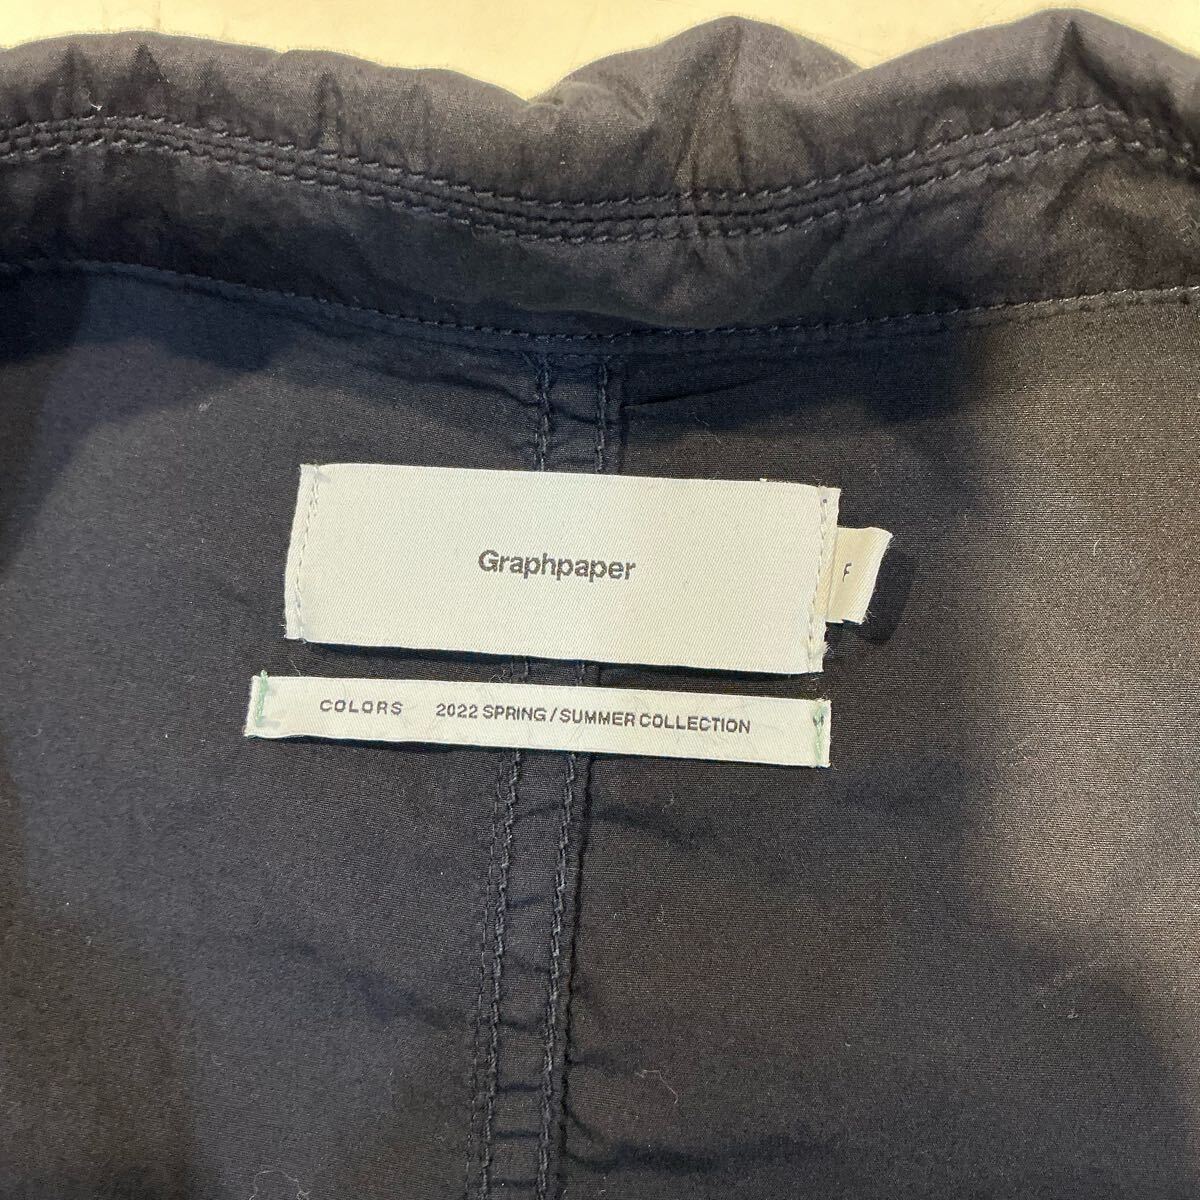 Graphpaper
F
COLORS 2022 SPRING / SUMMER COLLECTION